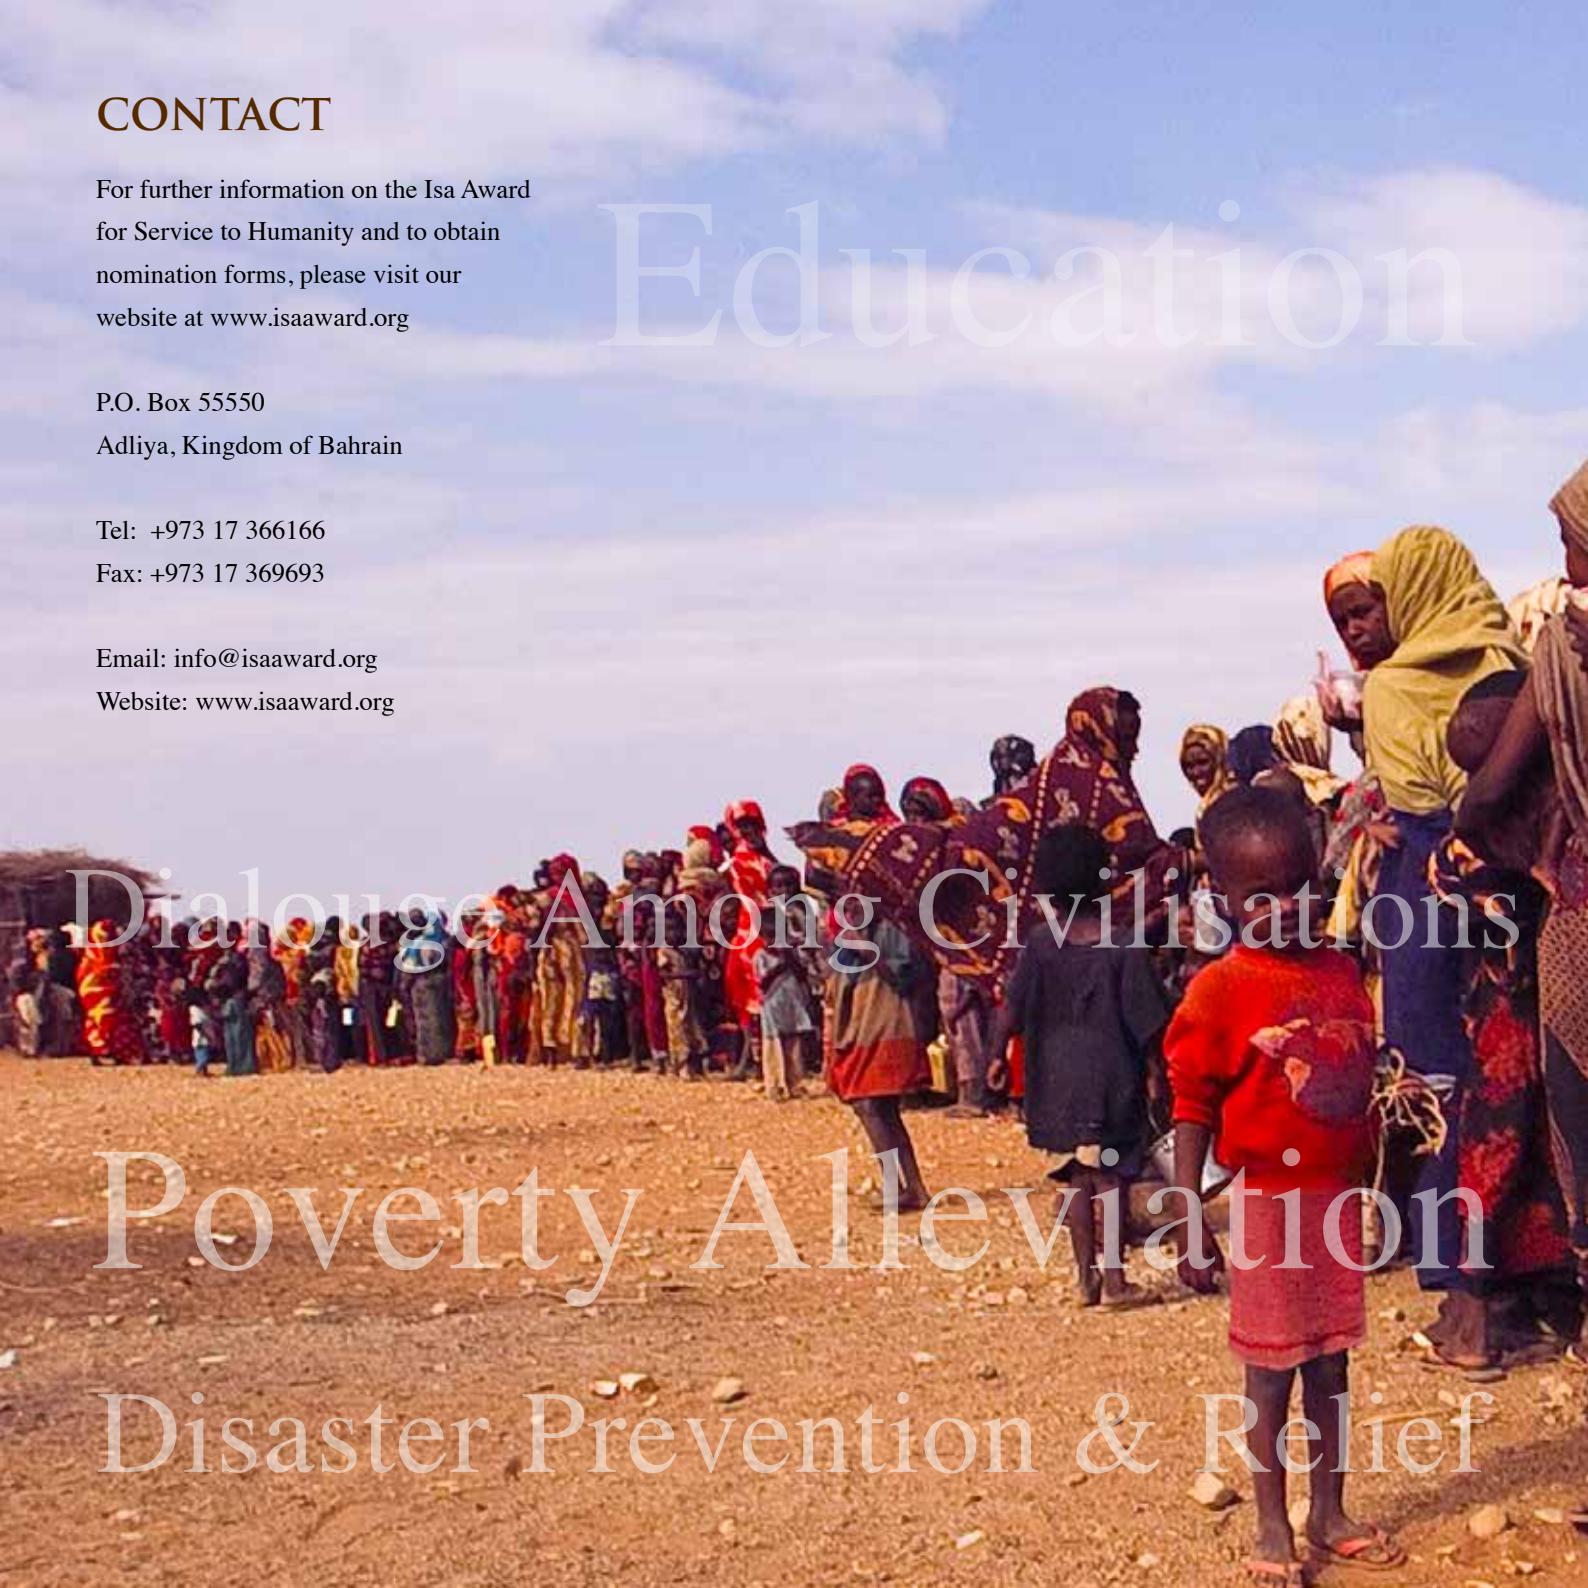 CONTACT
For further information on the Isa Award
for Service to Humanity and to obtain
nomination forms, please visit our
website at www.isaaward.org
P.O. Box 55550
Adliya, Kingdom of Bahrain
Tel:  +973 17 366166
Fax: +973 17 369693
Email: info@isaaward.org
Website: www.isaaward.org
Education
Dialouge Among Civilisations
Poverty Alleviation
Disaster Prevention & Relief